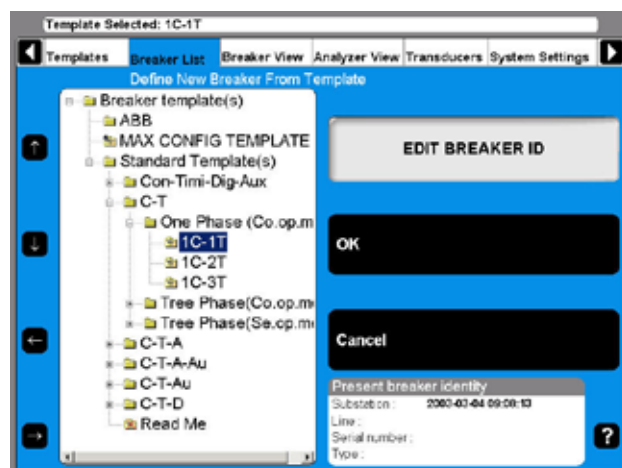 Template Selected: 1C-1T
Templates Breaker List Breaker View Analyzer View Transducers System Settings
Define New Breaker From Template
Breaker template(s)
ABB
MAX CONFIG TEMPLATE
Standard Template(s)
Con-Timi-Dig-Aux
C-T
One Phase (Co.op.m
1C-1T
1C-2T
1C-3T
Tree Phase(Co.op.m
Tree Phase(Se.op.m
C-T-A
C-T-A-Au
C-T-Au
C-T-D
Read Me
EDIT BREAKER ID
OK
Cancel
Present breaker identity
Substation : 2003-03-04 09:08:13
Line :
Serial number :
Type :
?